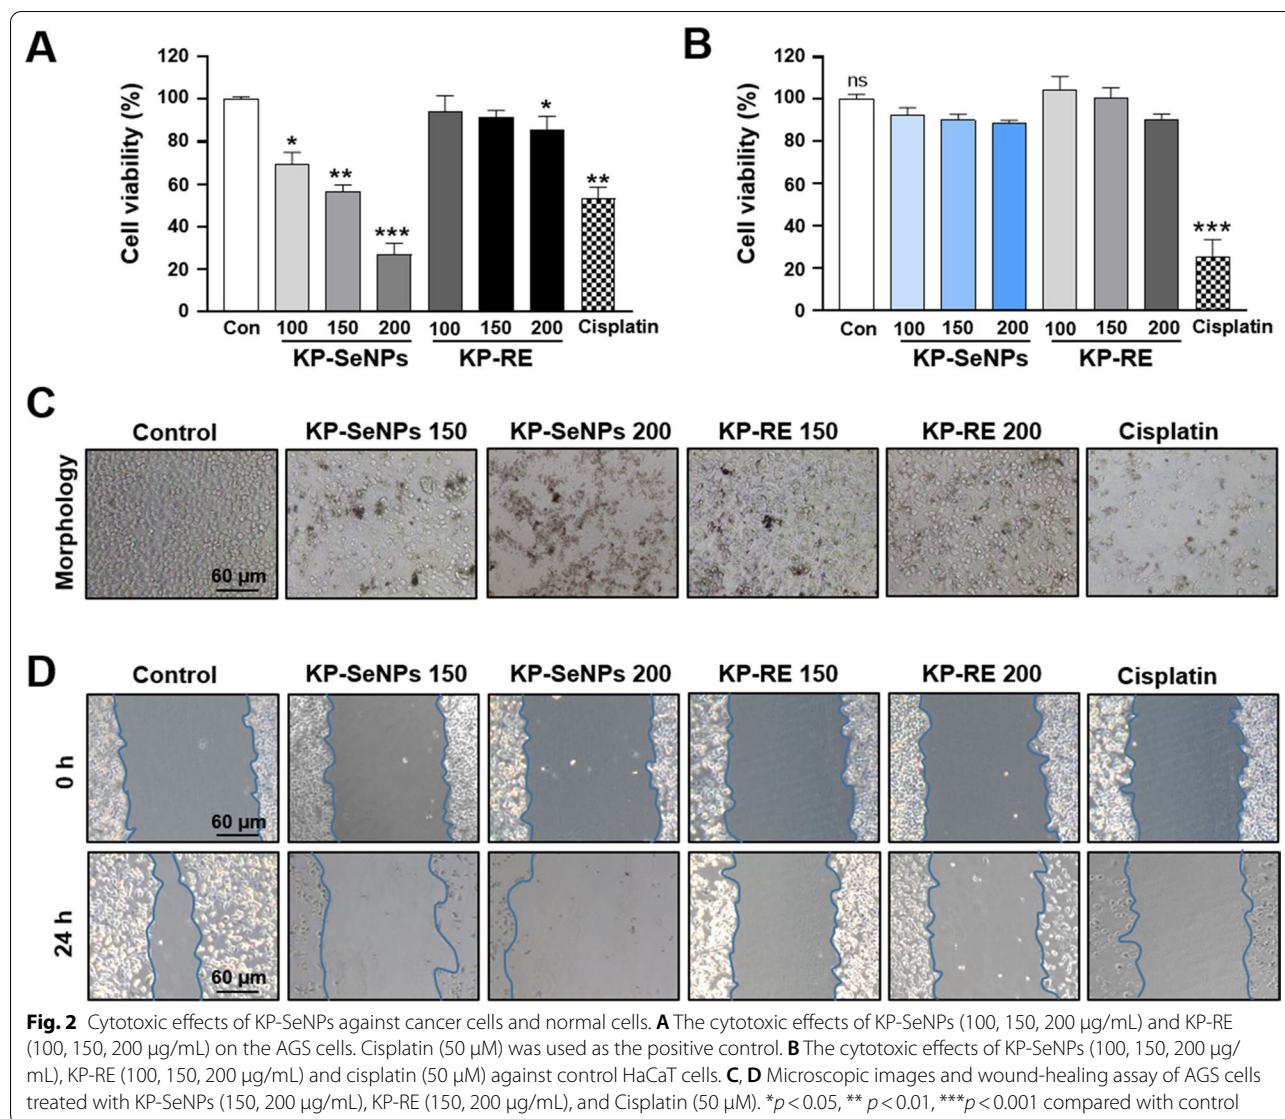 A
B
Cell viability (%)
120
100
80
60
40
20
0
*
**
***
*
**
Con 100 150 200 100 150 200 Cisplatin
KP-SeNPs KP-RE
Cell viability (%)
120
100
80
60
40
20
0
ns
***
Con 100 150 200 100 150 200 Cisplatin
KP-SeNPs KP-RE
C
Control KP-SeNPs 150 KP-SeNPs 200 KP-RE 150 KP-RE 200 Cisplatin
Morphology
60 µm
D
Control KP-SeNPs 150 KP-SeNPs 200 KP-RE 150 KP-RE 200 Cisplatin
0 h
60 µm
24 h
60 µm
Fig. 2 Cytotoxic effects of KP-SeNPs against cancer cells and normal cells. A The cytotoxic effects of KP-SeNPs (100, 150, 200 µg/mL) and KP-RE
(100, 150, 200 µg/mL) on the AGS cells. Cisplatin (50 µM) was used as the positive control. B The cytotoxic effects of KP-SeNPs (100, 150, 200 µg/
mL), KP-RE (100, 150, 200 µg/mL) and cisplatin (50 µM) against control HaCaT cells. C, D Microscopic images and wound-healing assay of AGS cells
treated with KP-SeNPs (150, 200 µg/mL), KP-RE (150, 200 µg/mL), and Cisplatin (50 µM). *p < 0.05, ** p < 0.01, ***p < 0.001 compared with control